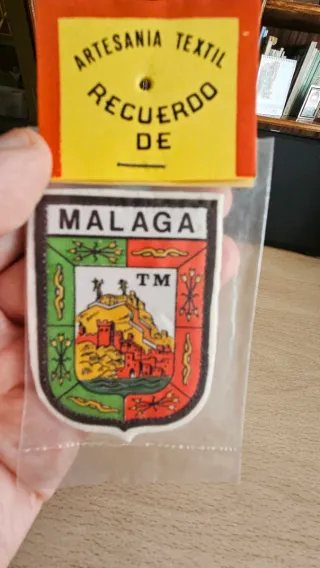 ARTESANIA TEXTIL
RECUERDO
DE
MALAGA
TM